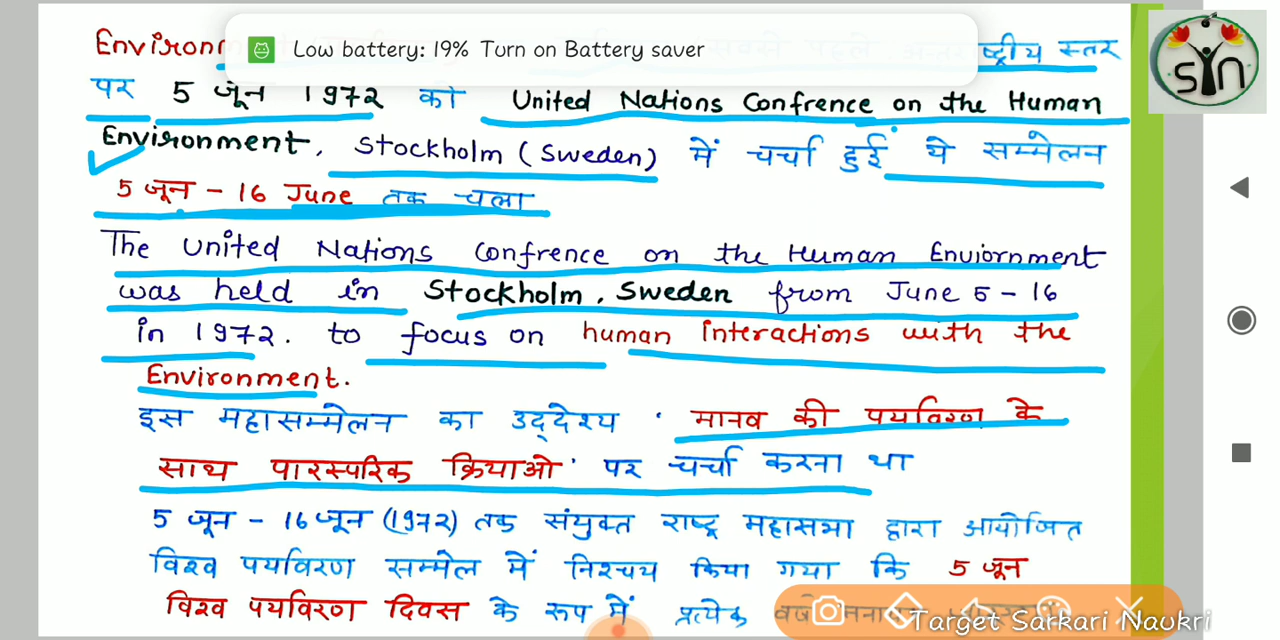 Environ
Low battery: 19% Turn on Battery saver
ष्ट्रीय स्तर
SYN
पर 5 जून 1972 को United Nations Confrence on the Human
Environment, Stockholm (Sweden) में चर्चा हुई ये सम्मेलन
5 जून - 16 June तक चला
The United Nations Confrence on the Human Enviornment
was held in Stockholm, Sweden from June 5 - 16
in 1972. to focus on human interactions with the
Environment.
इस महासम्मेलन का उद्देश्य ' मानव की पर्यावरण के
साथ पारस्परिक क्रियाओ ' पर चर्चा करना था
5 जून - 16 जून (1972) तक संयुक्त राष्ट्र महासभा द्वारा आयोजित
विश्व पर्यावरण सम्मेल में निश्चय किया गया कि 5 जून
विश्व पर्यावरण दिवस के रूप में प्रत्येक
Target Sarkari Naukri